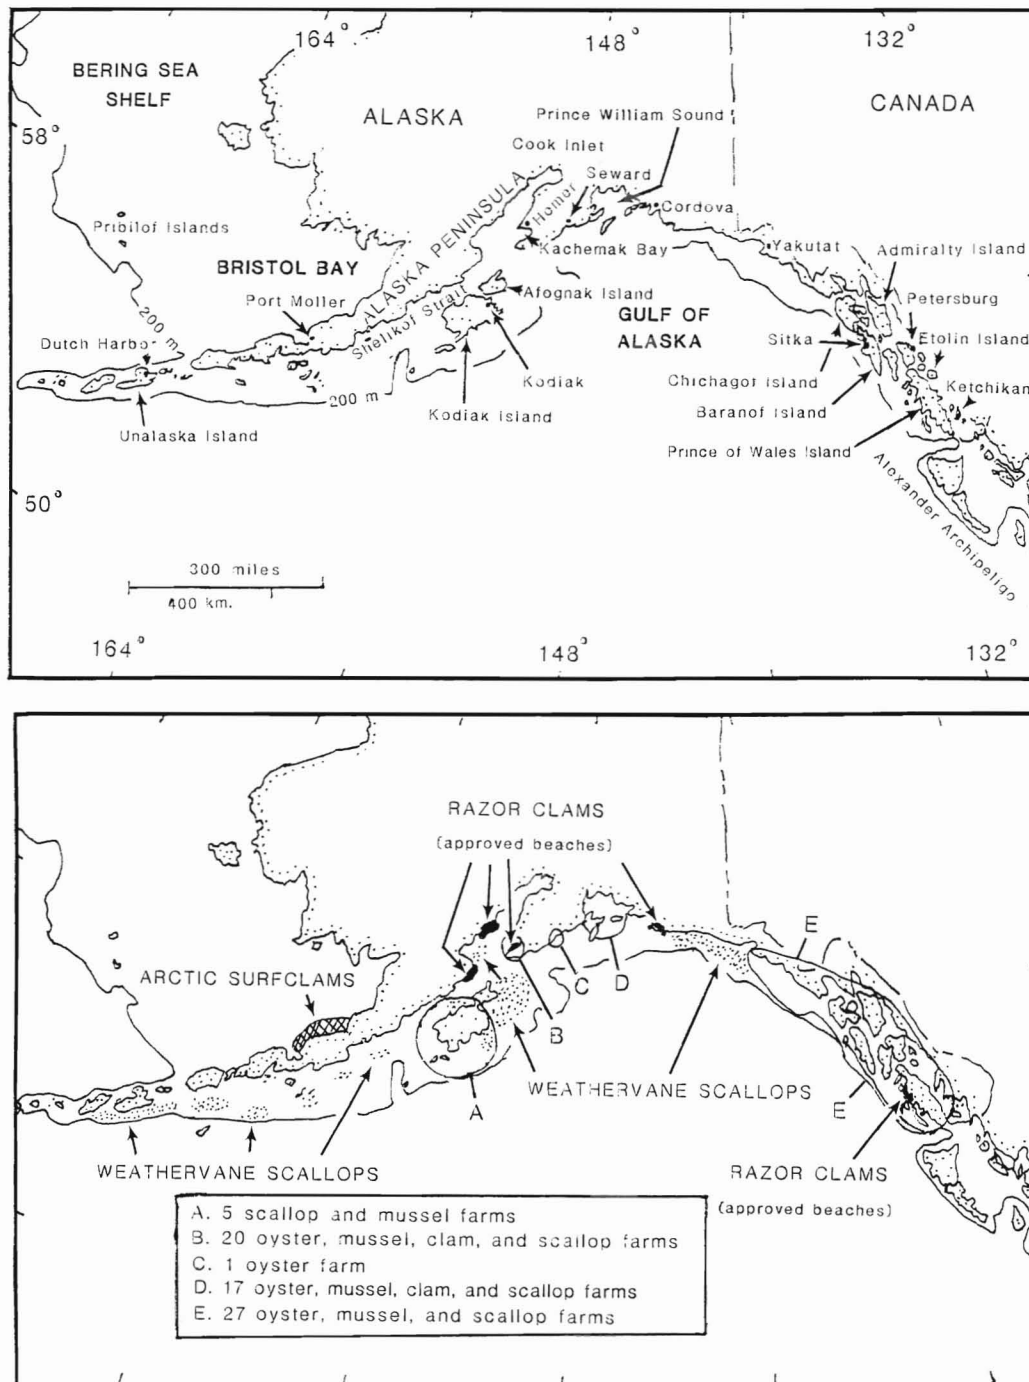 164°
148°
132°
BERING SEA
SHELF
ALASKA
CANADA
58°
Prince William Sound
Cook Inlet
Seward
Homer
Cordova
Pribilof Islands
ALASKA PENINSULA
Kachemak Bay
Yakutat
Admiralty Island
BRISTOL BAY
Port Moller
Shelikof Strait
Afognak Island
GULF OF
ALASKA
Petersburg
200 m
Dutch Harbo
Sitka
Etolin Island
Kodiak
Chichagof Island
Ketchikan
200 m
Kodiak Island
Baranof Island
Unalaska Island
Prince of Wales Island
Alexander Archipeligo
50°
300 miles
400 km.
164°
148°
132°
RAZOR CLAMS
(approved beaches)
E
ARCTIC SURFCLAMS
C
D
B
WEATHERVANE SCALLOPS
A
E
WEATHERVANE SCALLOPS
RAZOR CLAMS
(approved beaches)
A. 5 scallop and mussel farms
B. 20 oyster, mussel, clam, and scallop farms
C. 1 oyster farm
D. 17 oyster, mussel, clam, and scallop farms
E. 27 oyster, mussel, and scallop farms